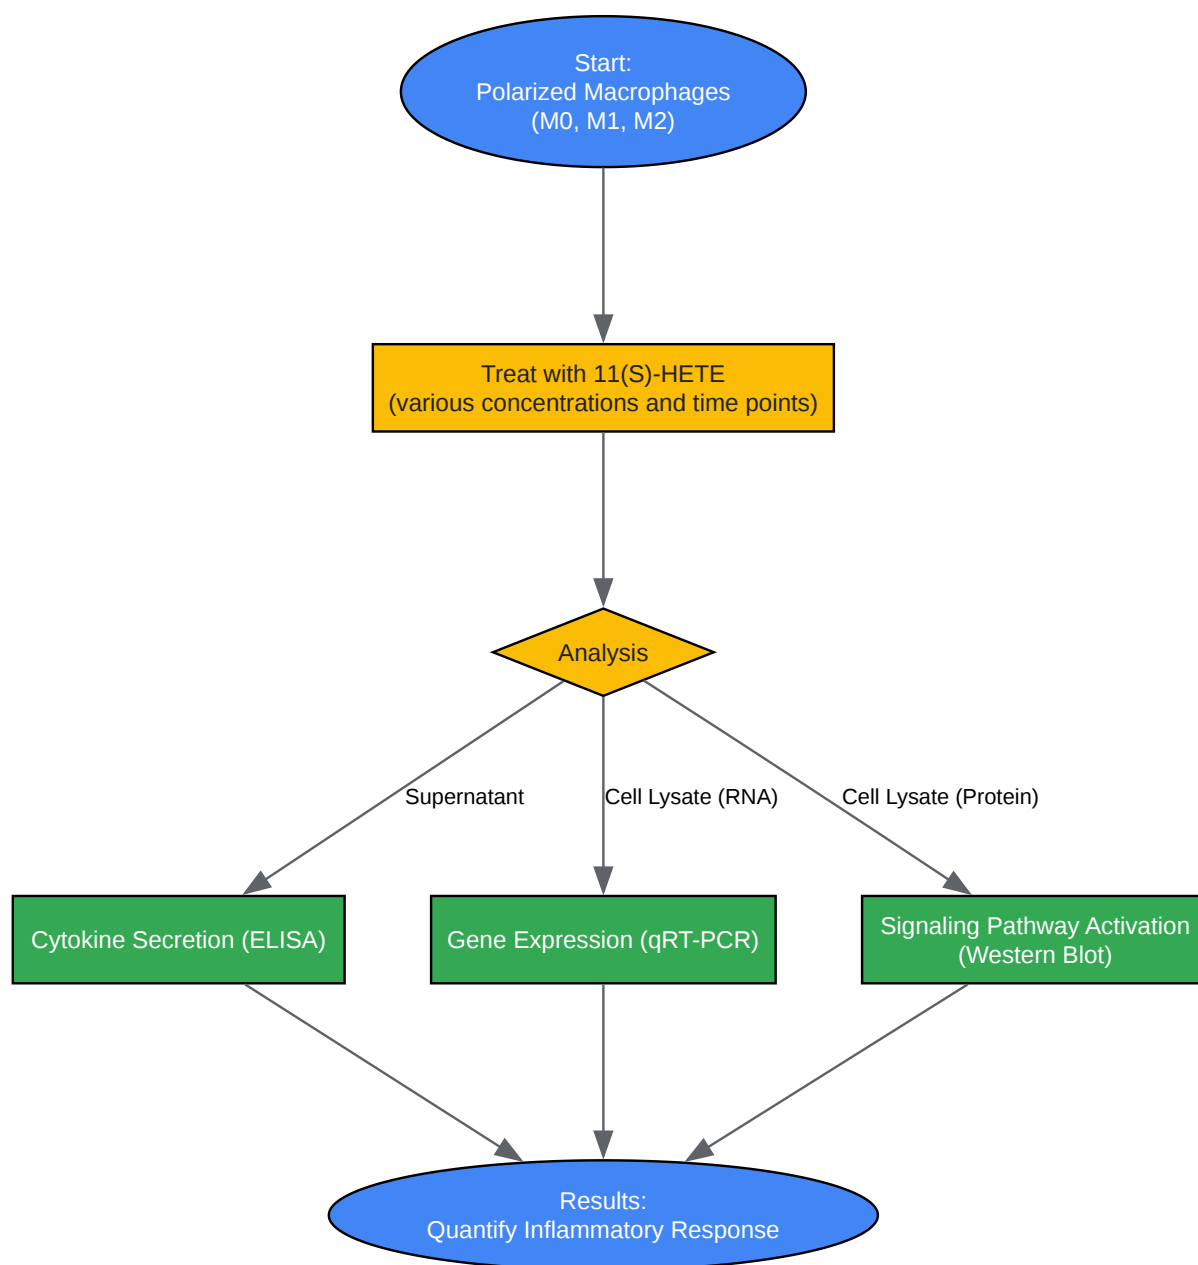 Start:
Polarized Macrophages
(M0, M1, M2)
Treat with 11(S)-HETE
(various concentrations and time points)
Analysis
Supernatant
Cell Lysate (RNA)
Cell Lysate (Protein)
Cytokine Secretion (ELISA)
Gene Expression (qRT-PCR)
Signaling Pathway Activation
(Western Blot)
Results:
Quantify Inflammatory Response